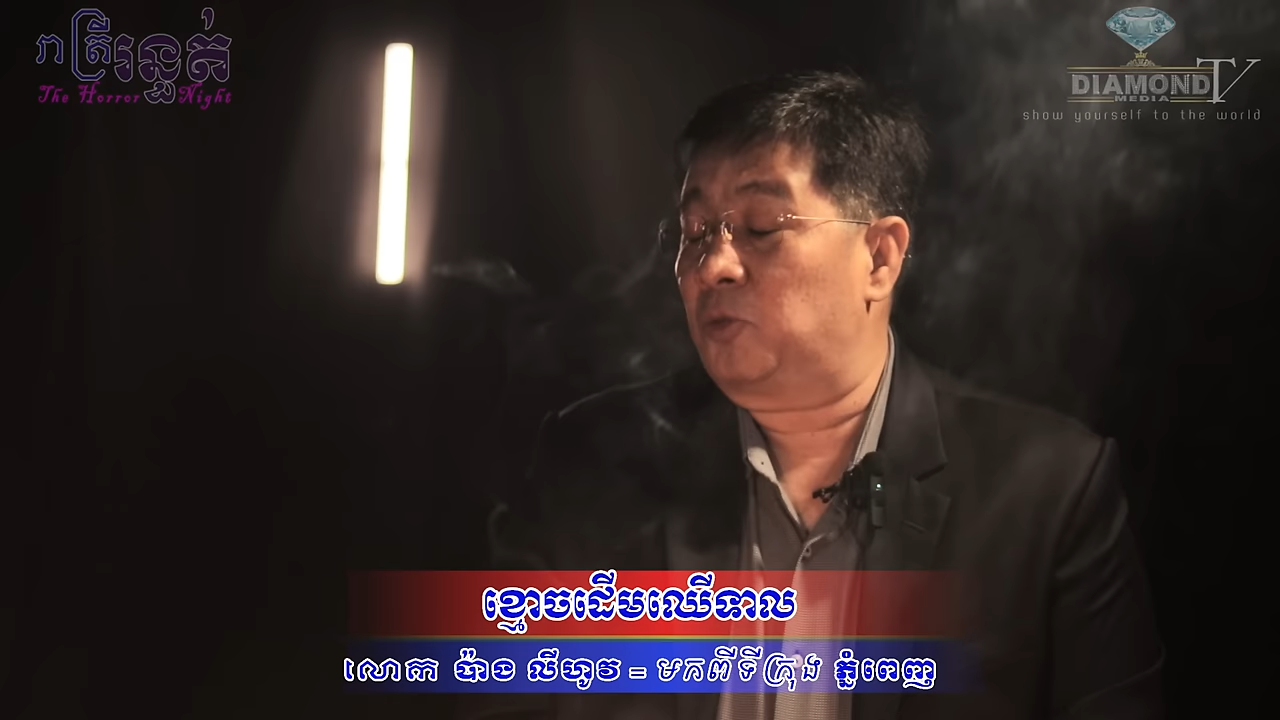 រាត្រីរន្ធត់
The Horror Night
DIAMOND TV
MEDIA
show yourself to the world
ខ្មោចដើមឈើទាល
លោក ប៉ាង លីហូវ = មកពីទីក្រុង ភ្នំពេញ